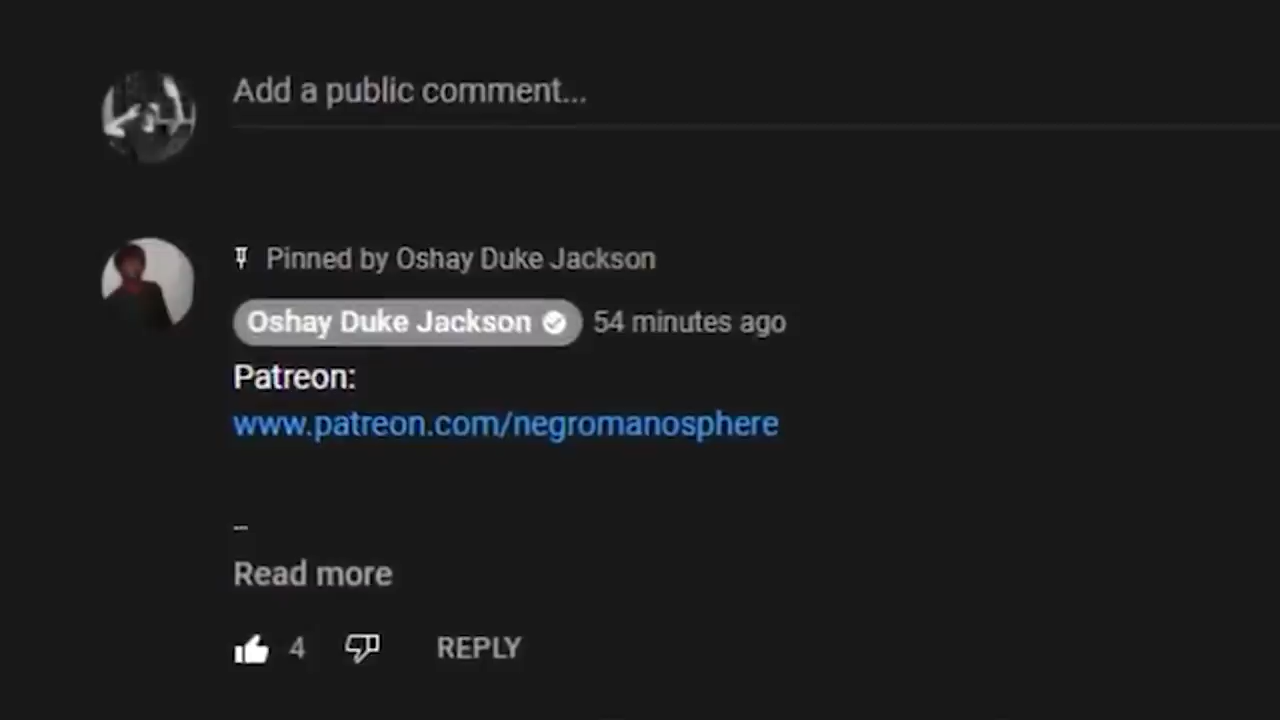 Add a public comment...
Pinned by Oshay Duke Jackson
Oshay Duke Jackson 54 minutes ago
Patreon:
www.patreon.com/negromanosphere
--
Read more
4 REPLY